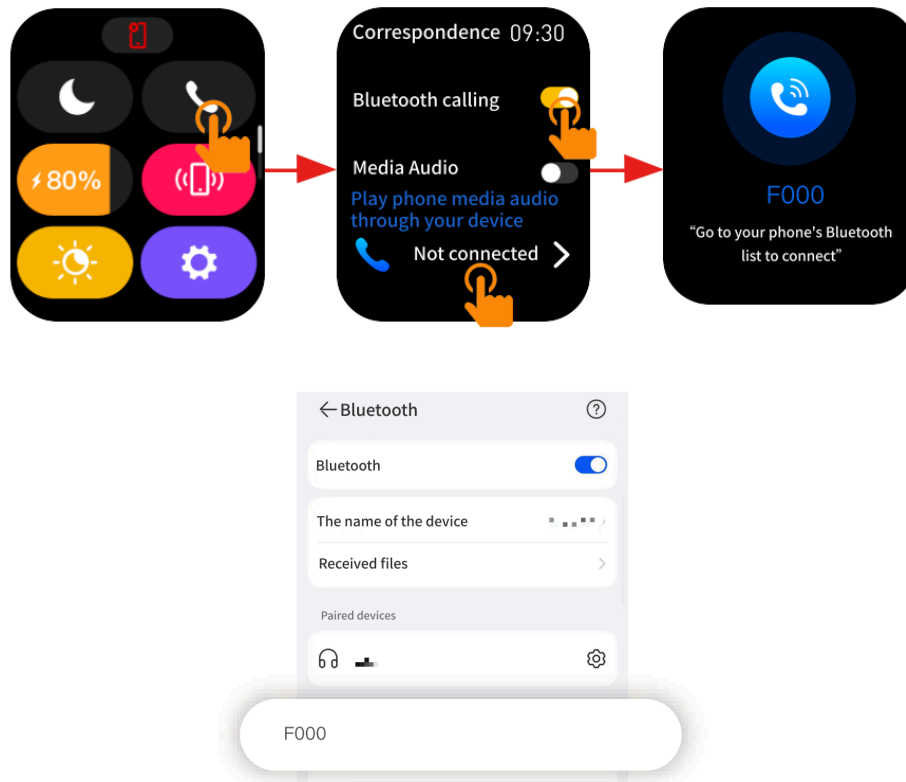 80%
Correspondence 09:30
Bluetooth calling
Media Audio
Play phone media audio
through your device
Not connected
F000
“Go to your phone's Bluetooth
list to connect”
Bluetooth
Bluetooth
The name of the device
Received files
Paired devices
F000